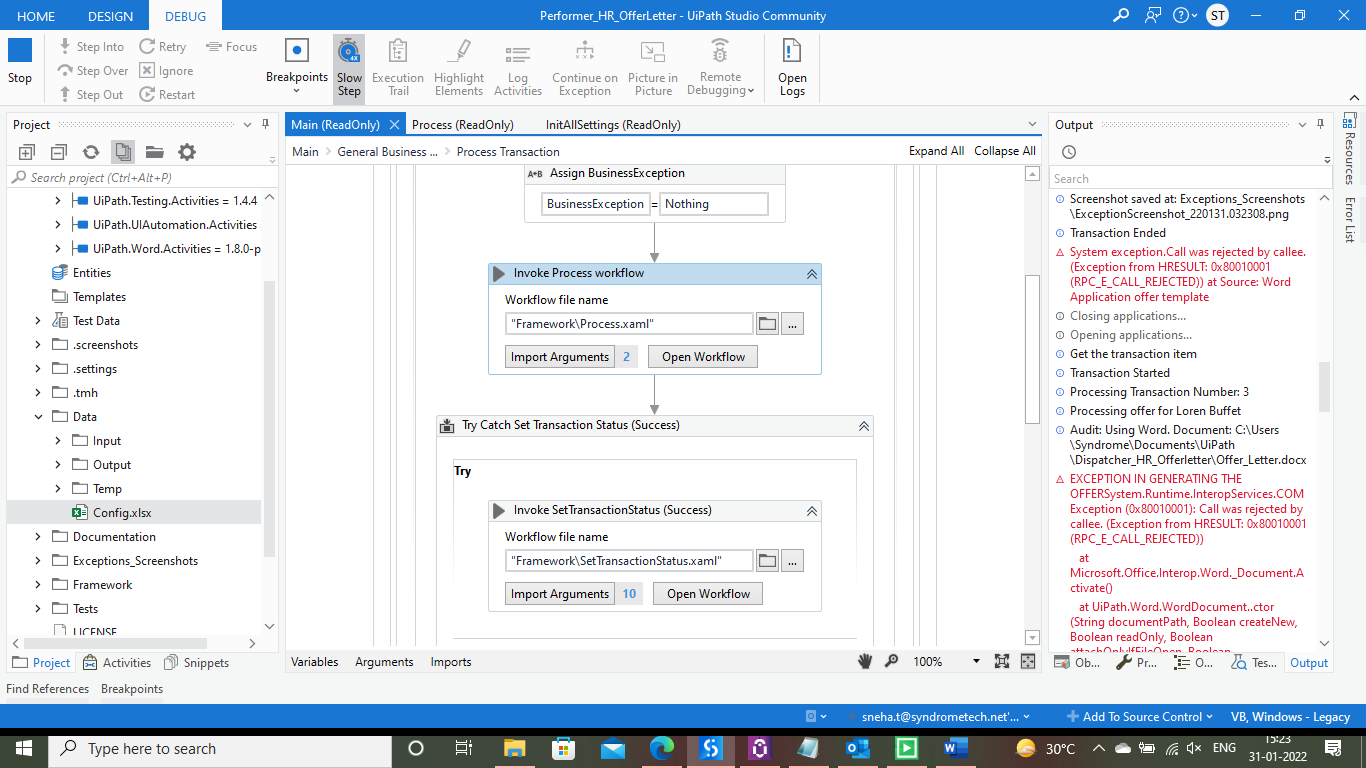 HOME DESIGN DEBUG Performer_HR_OfferLetter - UiPath Studio Community ST
Stop
Step Into Retry Focus
Step Over Ignore
Step Out Restart
Breakpoints
Slow Step
Execution Trail
Highlight Elements
Log Activities
Continue on Exception
Picture in Picture
Remote Debugging
Open Logs
Project
Search project (Ctrl+Alt+P)
UiPath.Testing.Activities = 1.4.4
UiPath.UIAutomation.Activities
UiPath.Word.Activities = 1.8.0-p
Entities
Templates
Test Data
.screenshots
.settings
.tmh
Data
Input
Output
Temp
Config.xlsx
Documentation
Exceptions_Screenshots
Framework
Tests
LICENSE
Project Activities Snippets
Main (ReadOnly) Process (ReadOnly) InitAllSettings (ReadOnly)
Main General Business ... Process Transaction Expand All Collapse All
A+B Assign BusinessException
BusinessException = Nothing
Invoke Process workflow
Workflow file name
"Framework\Process.xaml" ...
Import Arguments 2 Open Workflow
Try Catch Set Transaction Status (Success)
Try
Invoke SetTransactionStatus (Success)
Workflow file name
"Framework\SetTransactionStatus.xaml" ...
Import Arguments 10 Open Workflow
Variables Arguments Imports 100%
Output
Search
Screenshot saved at: Exceptions_Screenshots
\ExceptionScreenshot_220131.032308.png
Transaction Ended
System exception.Call was rejected by callee.
(Exception from HRESULT: 0x80010001
(RPC_E_CALL_REJECTED)) at Source: Word
Application offer template
Closing applications...
Opening applications...
Get the transaction item
Transaction Started
Processing Transaction Number: 3
Processing offer for Loren Buffet
Audit: Using Word. Document: C:\Users
\Syndrome\Documents\UiPath
\Dispatcher_HR_Offerletter\Offer_Letter.docx
EXCEPTION IN GENERATING THE
OFFERSystem.Runtime.InteropServices.COM
Exception (0x80010001): Call was rejected by
callee. (Exception from HRESULT: 0x80010001
(RPC_E_CALL_REJECTED))
at
Microsoft.Office.Interop.Word._Document.A
ctivate()
at UiPath.Word.WordDocument..ctor
(String documentPath, Boolean createNew,
Boolean readOnly, Boolean
attachOnlyIfFileOpen, Boolean
Ob... Pr... O... Tes... Output
Resources
Error List
Find References Breakpoints
sneha.t@syndrometech.net'... Add To Source Control VB, Windows - Legacy
Type here to search 30°C ENG 15:23
31-01-2022